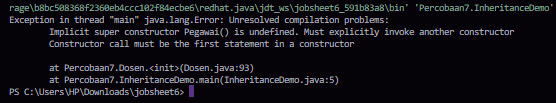 rage\b8bc508368f2360eb4ccc102f84ecbe6\redhat.java\jdt_ws\jobsheet6_591b83a8\bin' 'Percobaan7.InheritanceDemo'
Exception in thread "main" java.lang.Error: Unresolved compilation problems:
Implicit super constructor Pegawai() is undefined. Must explicitly invoke another constructor
Constructor call must be the first statement in a constructor
at Percobaan7.Dosen.<init>(Dosen.java:93)
at Percobaan7.InheritanceDemo.main(InheritanceDemo.java:5)
PS C:\Users\HP\Downloads\jobsheet6>